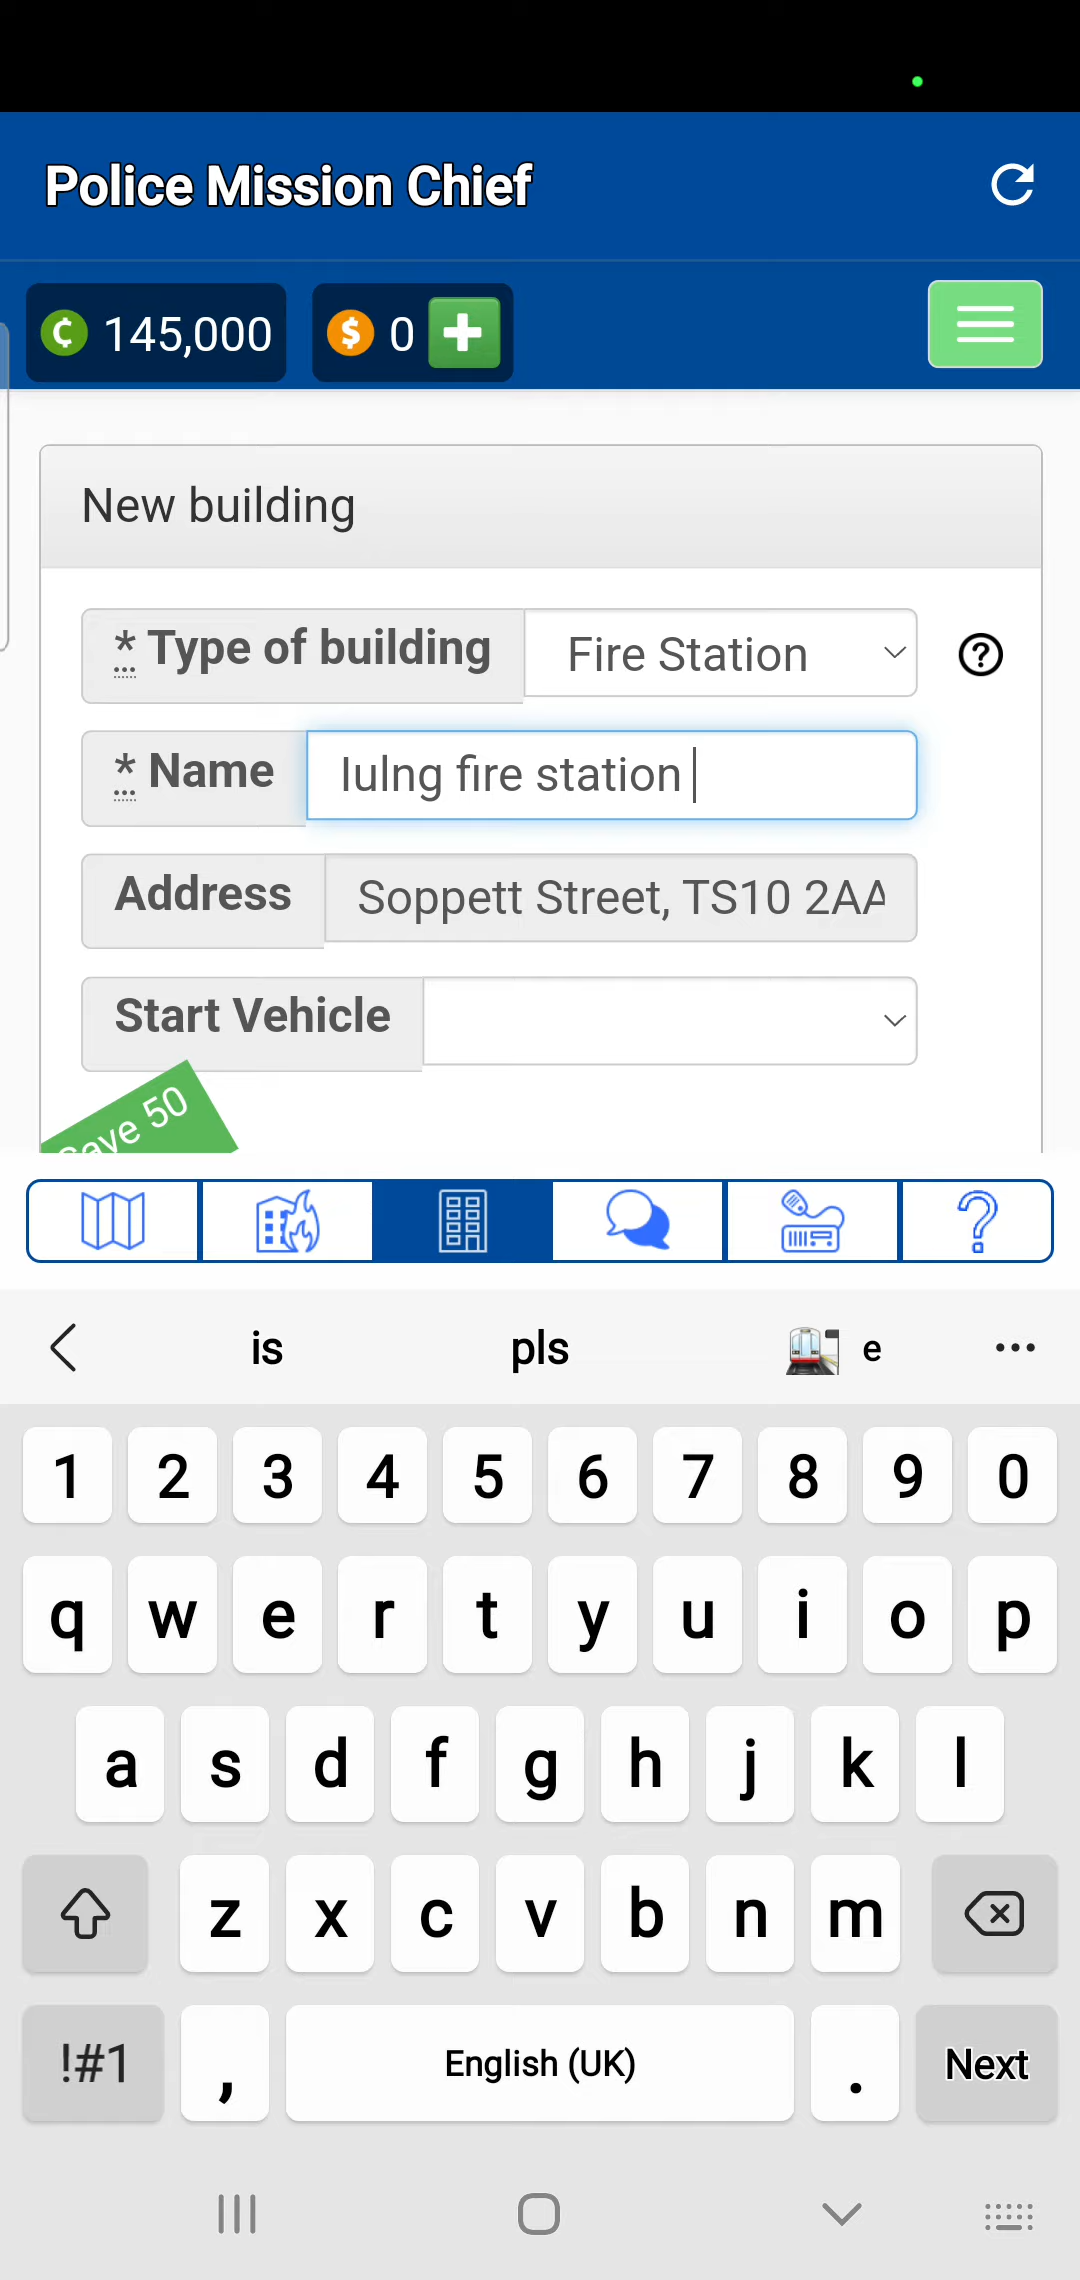 Police Mission Chief
145,000
0
New building
* Type of building
Fire Station
* Name
lulng fire station
Address
Soppett Street, TS10 2AA
Start Vehicle
Save 50
is
pls
e
1 2 3 4 5 6 7 8 9 0
q w e r t y u i o p
a s d f g h j k l
z x c v b n m
!#1
,
English (UK)
.
Next